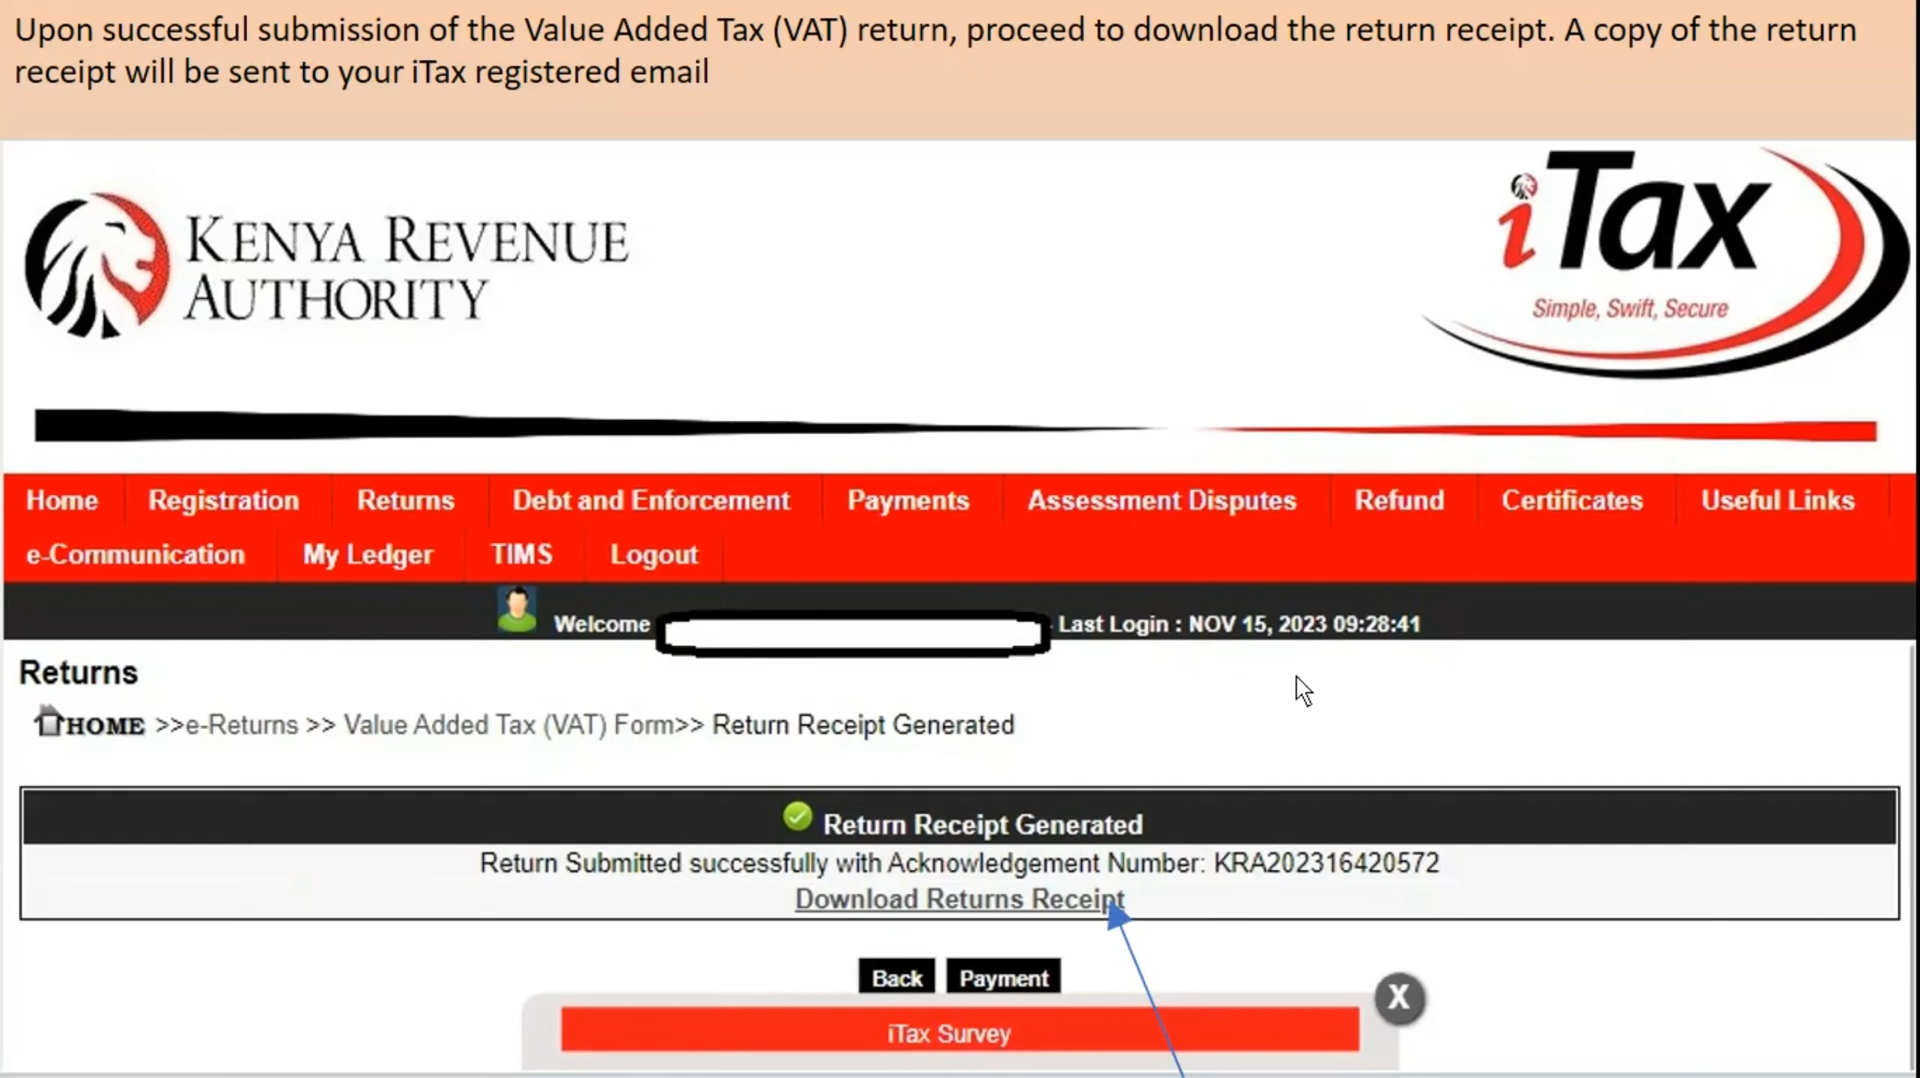 Upon successful submission of the Value Added Tax (VAT) return, proceed to download the return receipt. A copy of the return
receipt will be sent to your iTax registered email
KENYA REVENUE
AUTHORITY
iTax
Simple, Swift, Secure
Home Registration Returns Debt and Enforcement Payments Assessment Disputes Refund Certificates Useful Links
e-Communication My Ledger TIMS Logout
Welcome - Last Login : NOV 15, 2023 09:28:41
Returns
HOME >>e-Returns >> Value Added Tax (VAT) Form>> Return Receipt Generated
Return Receipt Generated
Return Submitted successfully with Acknowledgement Number: KRA202316420572
Download Returns Receipt
Back Payment
X
iTax Survey